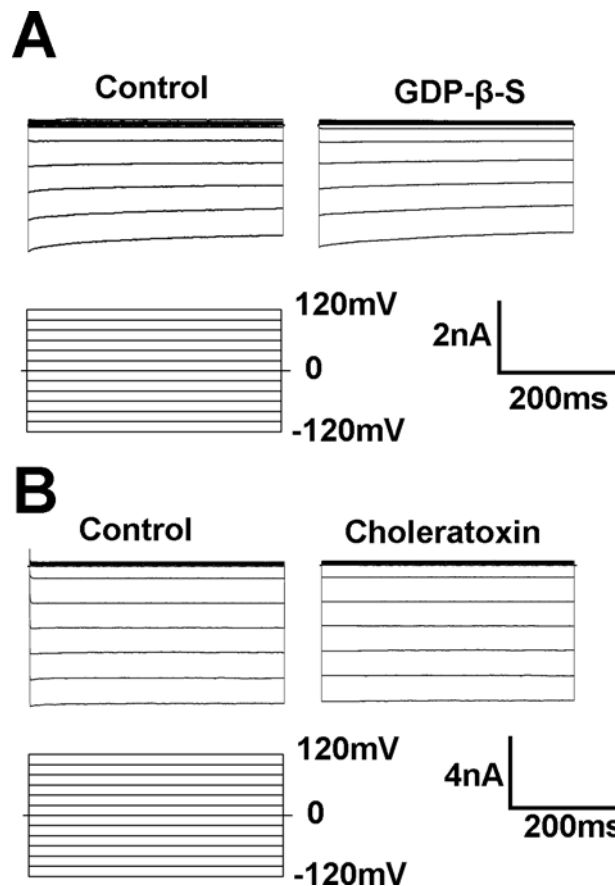 A
Control
GDP-β-S
120mV
0
-120mV
2nA
200ms
B
Control
Choleratoxin
120mV
0
-120mV
4nA
200ms